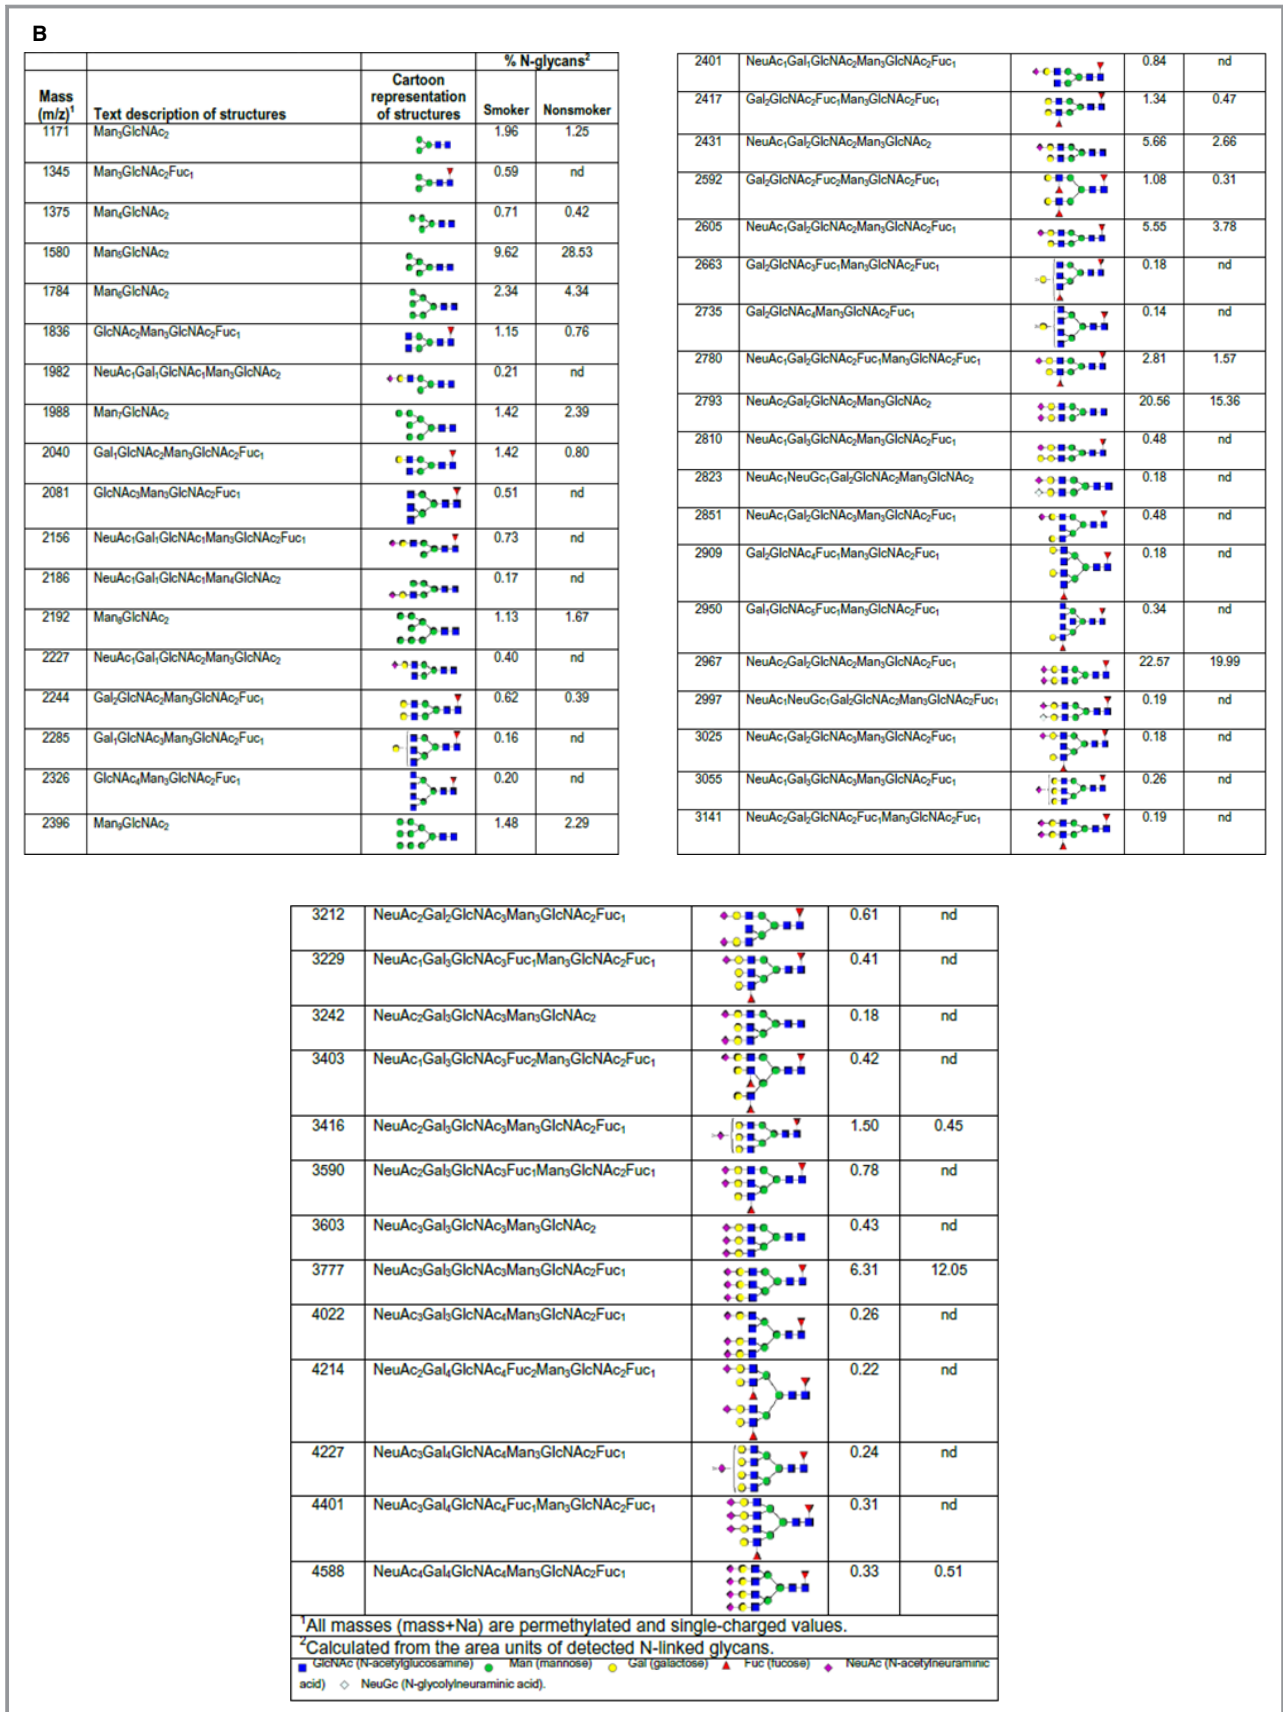 B
% N-glycans²
Mass (m/z)¹ Text description of structures Cartoon representation of structures Smoker Nonsmoker
1171 Man₃GlcNAc₂ 1.96 1.25
1345 Man₃GlcNAc₂Fuc₁ 0.59 nd
1375 Man₄GlcNAc₂ 0.71 0.42
1580 Man₅GlcNAc₂ 9.62 28.53
1784 Man₆GlcNAc₂ 2.34 4.34
1836 GlcNAc₂Man₃GlcNAc₂Fuc₁ 1.15 0.76
1982 NeuAc₁Gal₁GlcNAc₁Man₃GlcNAc₂ 0.21 nd
1988 Man₇GlcNAc₂ 1.42 2.39
2040 Gal₁GlcNAc₂Man₃GlcNAc₂Fuc₁ 1.42 0.80
2081 GlcNAc₃Man₃GlcNAc₂Fuc₁ 0.51 nd
2156 NeuAc₁Gal₁GlcNAc₁Man₃GlcNAc₂Fuc₁ 0.73 nd
2186 NeuAc₁Gal₁GlcNAc₁Man₄GlcNAc₂ 0.17 nd
2192 Man₈GlcNAc₂ 1.13 1.67
2227 NeuAc₁Gal₁GlcNAc₂Man₃GlcNAc₂ 0.40 nd
2244 Gal₂GlcNAc₂Man₃GlcNAc₂Fuc₁ 0.62 0.39
2285 Gal₁GlcNAc₃Man₃GlcNAc₂Fuc₁ 0.16 nd
2326 GlcNAc₄Man₃GlcNAc₂Fuc₁ 0.20 nd
2396 Man₉GlcNAc₂ 1.48 2.29
2401 NeuAc₁Gal₁GlcNAc₂Man₃GlcNAc₂Fuc₁ 0.84 nd
2417 Gal₂GlcNAc₂Fuc₁Man₃GlcNAc₂Fuc₁ 1.34 0.47
2431 NeuAc₁Gal₂GlcNAc₂Man₃GlcNAc₂ 5.66 2.66
2592 Gal₂GlcNAc₂Fuc₂Man₃GlcNAc₂Fuc₁ 1.08 0.31
2605 NeuAc₁Gal₂GlcNAc₂Man₃GlcNAc₂Fuc₁ 5.55 3.78
2663 Gal₂GlcNAc₃Fuc₁Man₃GlcNAc₂Fuc₁ 0.18 nd
2735 Gal₂GlcNAc₄Man₃GlcNAc₂Fuc₁ 0.14 nd
2780 NeuAc₁Gal₂GlcNAc₂Fuc₁Man₃GlcNAc₂Fuc₁ 2.81 1.57
2793 NeuAc₂Gal₂GlcNAc₂Man₃GlcNAc₂ 20.56 15.36
2810 NeuAc₁Gal₃GlcNAc₂Man₃GlcNAc₂Fuc₁ 0.48 nd
2823 NeuAc₁NeuGc₁Gal₂GlcNAc₂Man₃GlcNAc₂ 0.18 nd
2851 NeuAc₁Gal₂GlcNAc₃Man₃GlcNAc₂Fuc₁ 0.48 nd
2909 Gal₂GlcNAc₄Fuc₁Man₃GlcNAc₂Fuc₁ 0.18 nd
2950 Gal₁GlcNAc₅Fuc₁Man₃GlcNAc₂Fuc₁ 0.34 nd
2967 NeuAc₂Gal₂GlcNAc₂Man₃GlcNAc₂Fuc₁ 22.57 19.99
2997 NeuAc₁NeuGc₁Gal₂GlcNAc₂Man₃GlcNAc₂Fuc₁ 0.19 nd
3025 NeuAc₁Gal₂GlcNAc₃Man₃GlcNAc₂Fuc₁ 0.18 nd
3055 NeuAc₁Gal₃GlcNAc₃Man₃GlcNAc₂Fuc₁ 0.26 nd
3141 NeuAc₂Gal₂GlcNAc₂Fuc₁Man₃GlcNAc₂Fuc₁ 0.19 nd
3212 NeuAc₂Gal₂GlcNAc₃Man₃GlcNAc₂Fuc₁ 0.61 nd
3229 NeuAc₁Gal₃GlcNAc₃Fuc₁Man₃GlcNAc₂Fuc₁ 0.41 nd
3242 NeuAc₂Gal₃GlcNAc₃Man₃GlcNAc₂ 0.18 nd
3403 NeuAc₁Gal₃GlcNAc₃Fuc₂Man₃GlcNAc₂Fuc₁ 0.42 nd
3416 NeuAc₂Gal₃GlcNAc₃Man₃GlcNAc₂Fuc₁ 1.50 0.45
3590 NeuAc₂Gal₃GlcNAc₃Fuc₁Man₃GlcNAc₂Fuc₁ 0.78 nd
3603 NeuAc₃Gal₃GlcNAc₃Man₃GlcNAc₂ 0.43 nd
3777 NeuAc₃Gal₃GlcNAc₃Man₃GlcNAc₂Fuc₁ 6.31 12.05
4022 NeuAc₃Gal₃GlcNAc₄Man₃GlcNAc₂Fuc₁ 0.26 nd
4214 NeuAc₂Gal₄GlcNAc₄Fuc₂Man₃GlcNAc₂Fuc₁ 0.22 nd
4227 NeuAc₃Gal₄GlcNAc₄Man₃GlcNAc₂Fuc₁ 0.24 nd
4401 NeuAc₃Gal₄GlcNAc₄Fuc₁Man₃GlcNAc₂Fuc₁ 0.31 nd
4588 NeuAc₄Gal₄GlcNAc₄Man₃GlcNAc₂Fuc₁ 0.33 0.51
¹All masses (mass+Na) are permethylated and single-charged values.
²Calculated from the area units of detected N-linked glycans.
GlcNAc (N-acetylglucosamine) Man (mannose) Gal (galactose) Fuc (fucose) NeuAc (N-acetylneuraminic
acid) NeuGc (N-glycolylneuraminic acid).